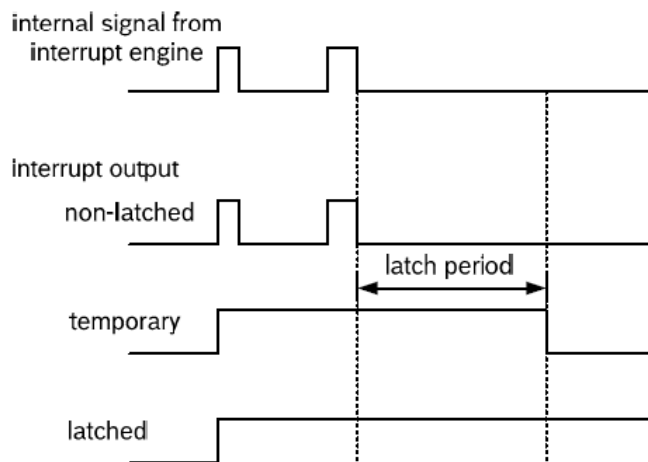 internal signal from
interrupt engine
interrupt output
non-latched
latch period
temporary
latched